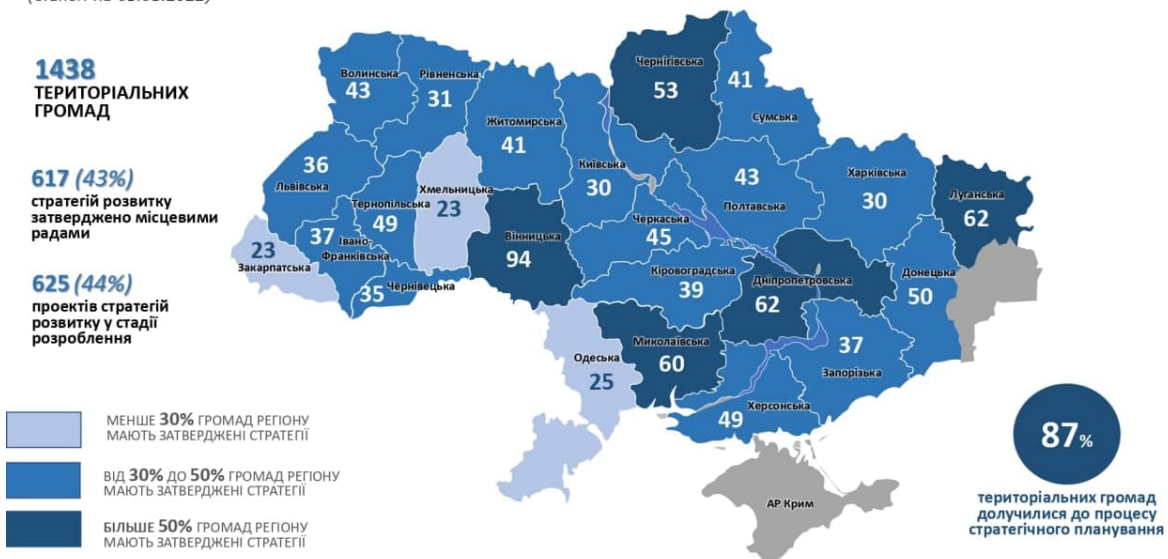 1438
ТЕРИТОРІАЛЬНИХ
ГРОМАД
617 (43%)
стратегій розвитку
затверджено місцевими
радами
625 (44%)
проектів стратегій
розвитку у стадії
розроблення
Волинська
43
Рівненська
31
Житомирська
41
Чернігівська
53
41
Сумська
36
Львівська
Тернопільська
49
Хмельницька
23
Київська
30
43
Полтавська
Харківська
30
Луганська
62
23
Закарпатська
37
Івано-
Франківська
35
Чернівецька
Вінницька
94
Черкаська
45
Кіровоградська
39
Дніпропетровська
62
Донецька
50
Одеська
25
Миколаївська
60
37
Запорізька
Херсонська
49
АР Крим
МЕНШЕ 30% ГРОМАД РЕГІОНУ
МАЮТЬ ЗАТВЕРДЖЕНІ СТРАТЕГІЇ
ВІД 30% ДО 50% ГРОМАД РЕГІОНУ
МАЮТЬ ЗАТВЕРДЖЕНІ СТРАТЕГІЇ
БІЛЬШЕ 50% ГРОМАД РЕГІОНУ
МАЮТЬ ЗАТВЕРДЖЕНІ СТРАТЕГІЇ
87%
територіальних громад
долучилися до процесу
стратегічного планування